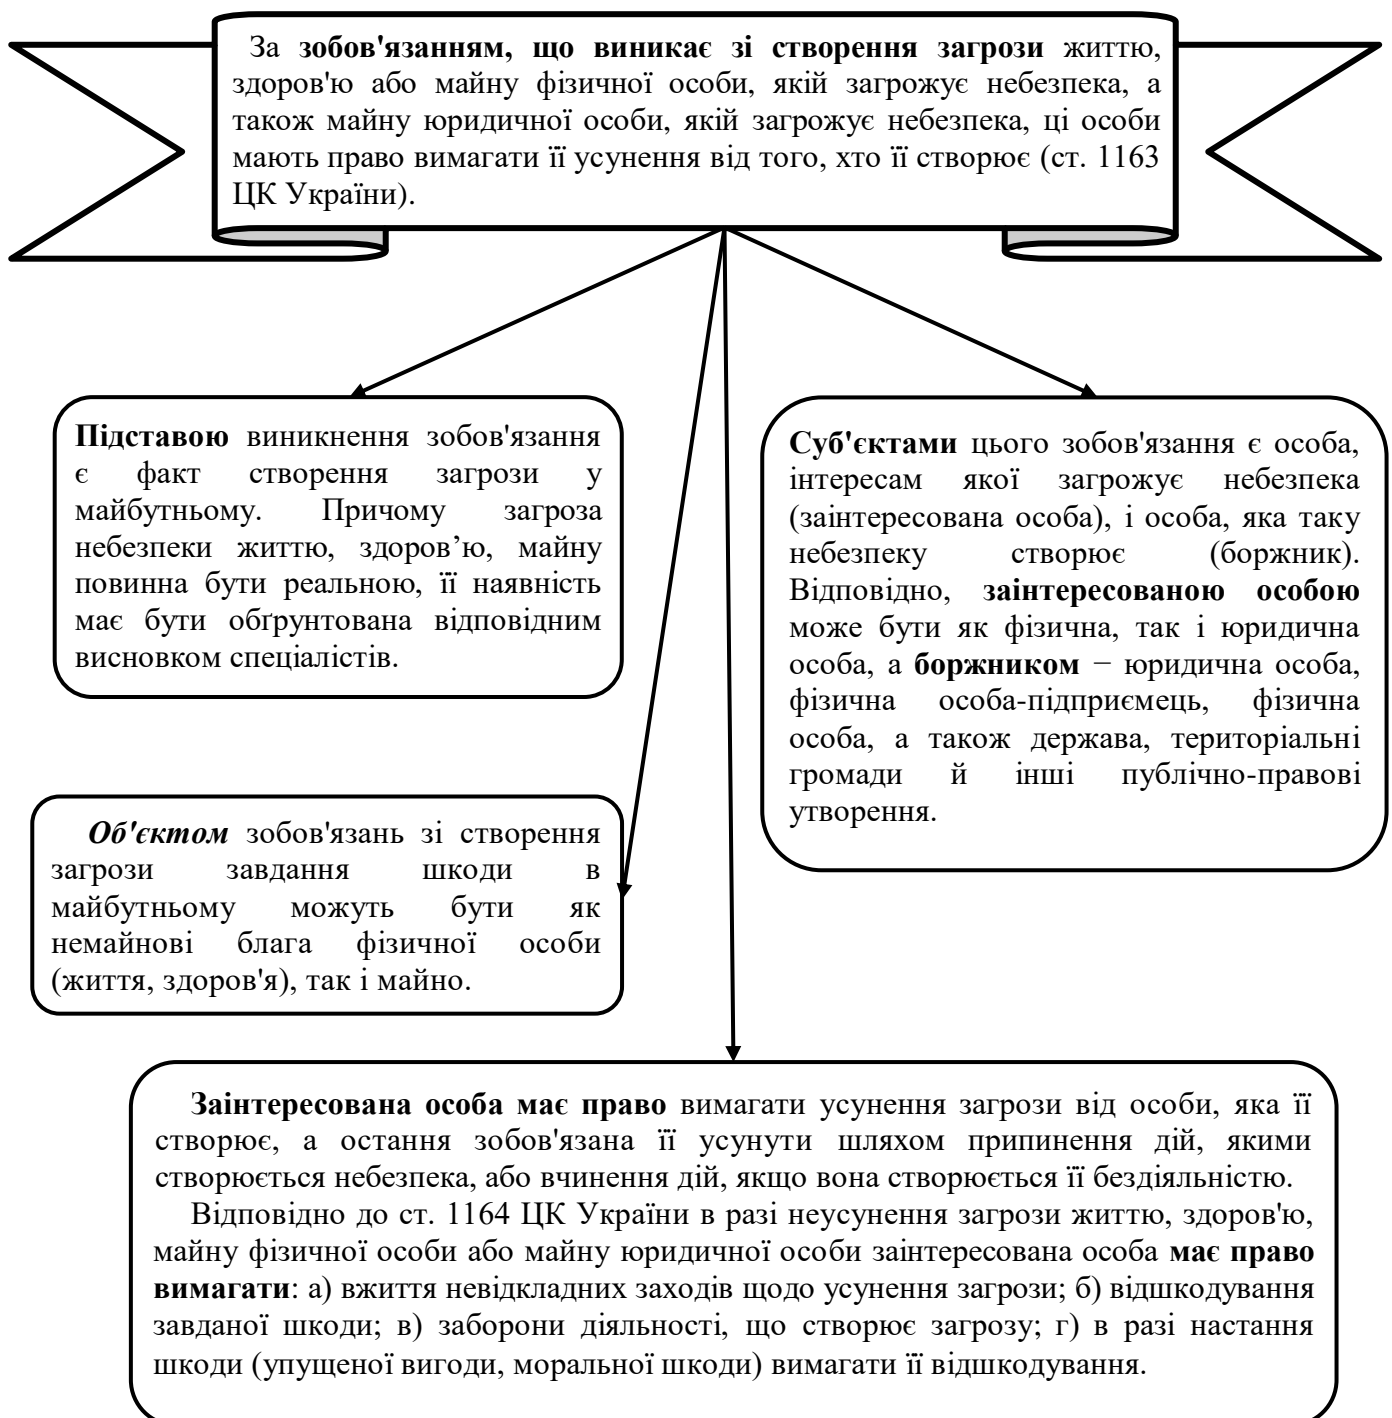 За зобов'язанням, що виникає зі створення загрози життю,
здоров'ю або майну фізичної особи, якій загрожує небезпека, а
також майну юридичної особи, якій загрожує небезпека, ці особи
мають право вимагати її усунення від того, хто її створює (ст. 1163
ЦК України).
Підставою виникнення зобов'язання
є факт створення загрози у
майбутньому. Причому загроза
небезпеки життю, здоров’ю, майну
повинна бути реальною, її наявність
має бути обґрунтована відповідним
висновком спеціалістів.
Суб'єктами цього зобов'язання є особа,
інтересам якої загрожує небезпека
(заінтересована особа), і особа, яка таку
небезпеку створює (боржник).
Відповідно, заінтересованою особою
може бути як фізична, так і юридична
особа, а боржником − юридична особа,
фізична особа-підприємець, фізична
особа, а також держава, територіальні
громади й інші публічно-правові
утворення.
Об'єктом зобов'язань зі створення
загрози завдання шкоди в
майбутньому можуть бути як
немайнові блага фізичної особи
(життя, здоров'я), так і майно.
Заінтересована особа має право вимагати усунення загрози від особи, яка її
створює, а остання зобов'язана її усунути шляхом припинення дій, якими
створюється небезпека, або вчинення дій, якщо вона створюється її бездіяльністю.
Відповідно до ст. 1164 ЦК України в разі неусунення загрози життю, здоров'ю,
майну фізичної особи або майну юридичної особи заінтересована особа має право
вимагати: а) вжиття невідкладних заходів щодо усунення загрози; б) відшкодування
завданої шкоди; в) заборони діяльності, що створює загрозу; г) в разі настання
шкоди (упущеної вигоди, моральної шкоди) вимагати її відшкодування.